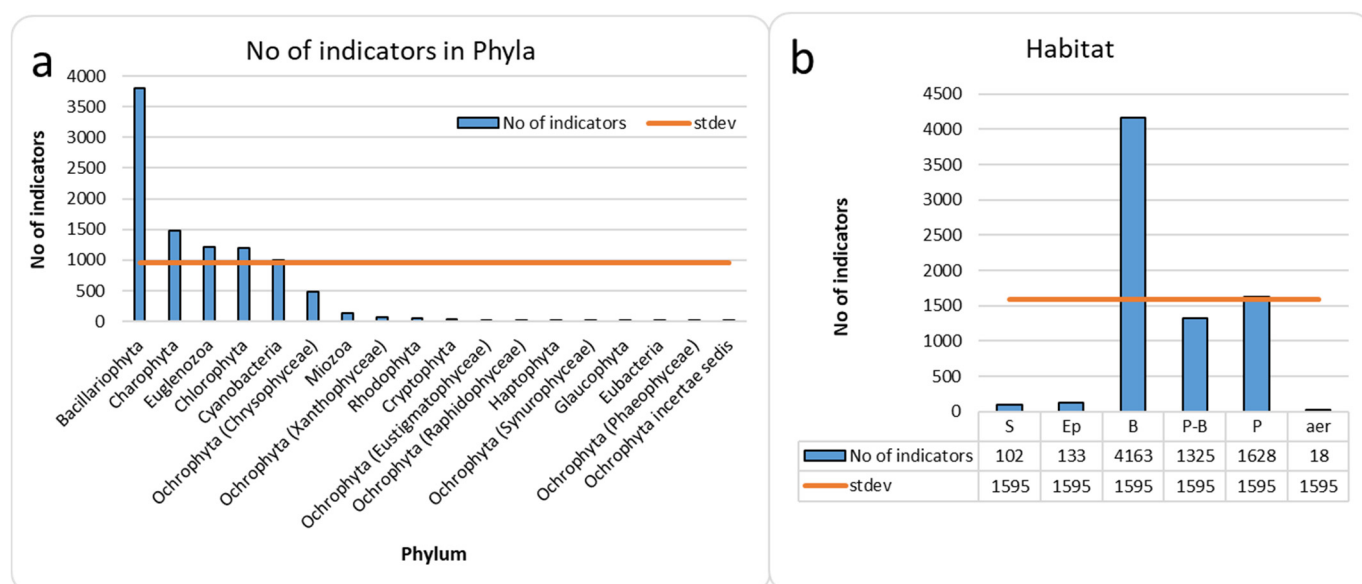 a
No of indicators in Phyla
No of indicators
4000
3500
3000
2500
2000
1500
1000
500
0
No of indicators
stdev
Bacillariophyta
Charophyta
Euglenozoa
Chlorophyta
Cyanobacteria
Ochrophyta (Chrysophyceae)
Miozoa
Ochrophyta (Xanthophyceae)
Rhodophyta
Cryptophyta
Ochrophyta (Eustigmatophyceae)
Ochrophyta (Raphidophyceae)
Haptophyta
Ochrophyta (Synurophyceae)
Glaucophyta
Eubacteria
Ochrophyta (Phaeophyceae)
Ochrophyta incertae sedis
Phylum
b
Habitat
No of indicators
4500
4000
3500
3000
2500
2000
1500
1000
500
0
S Ep B P-B P aer
No of indicators 102 133 4163 1325 1628 18
stdev 1595 1595 1595 1595 1595 1595